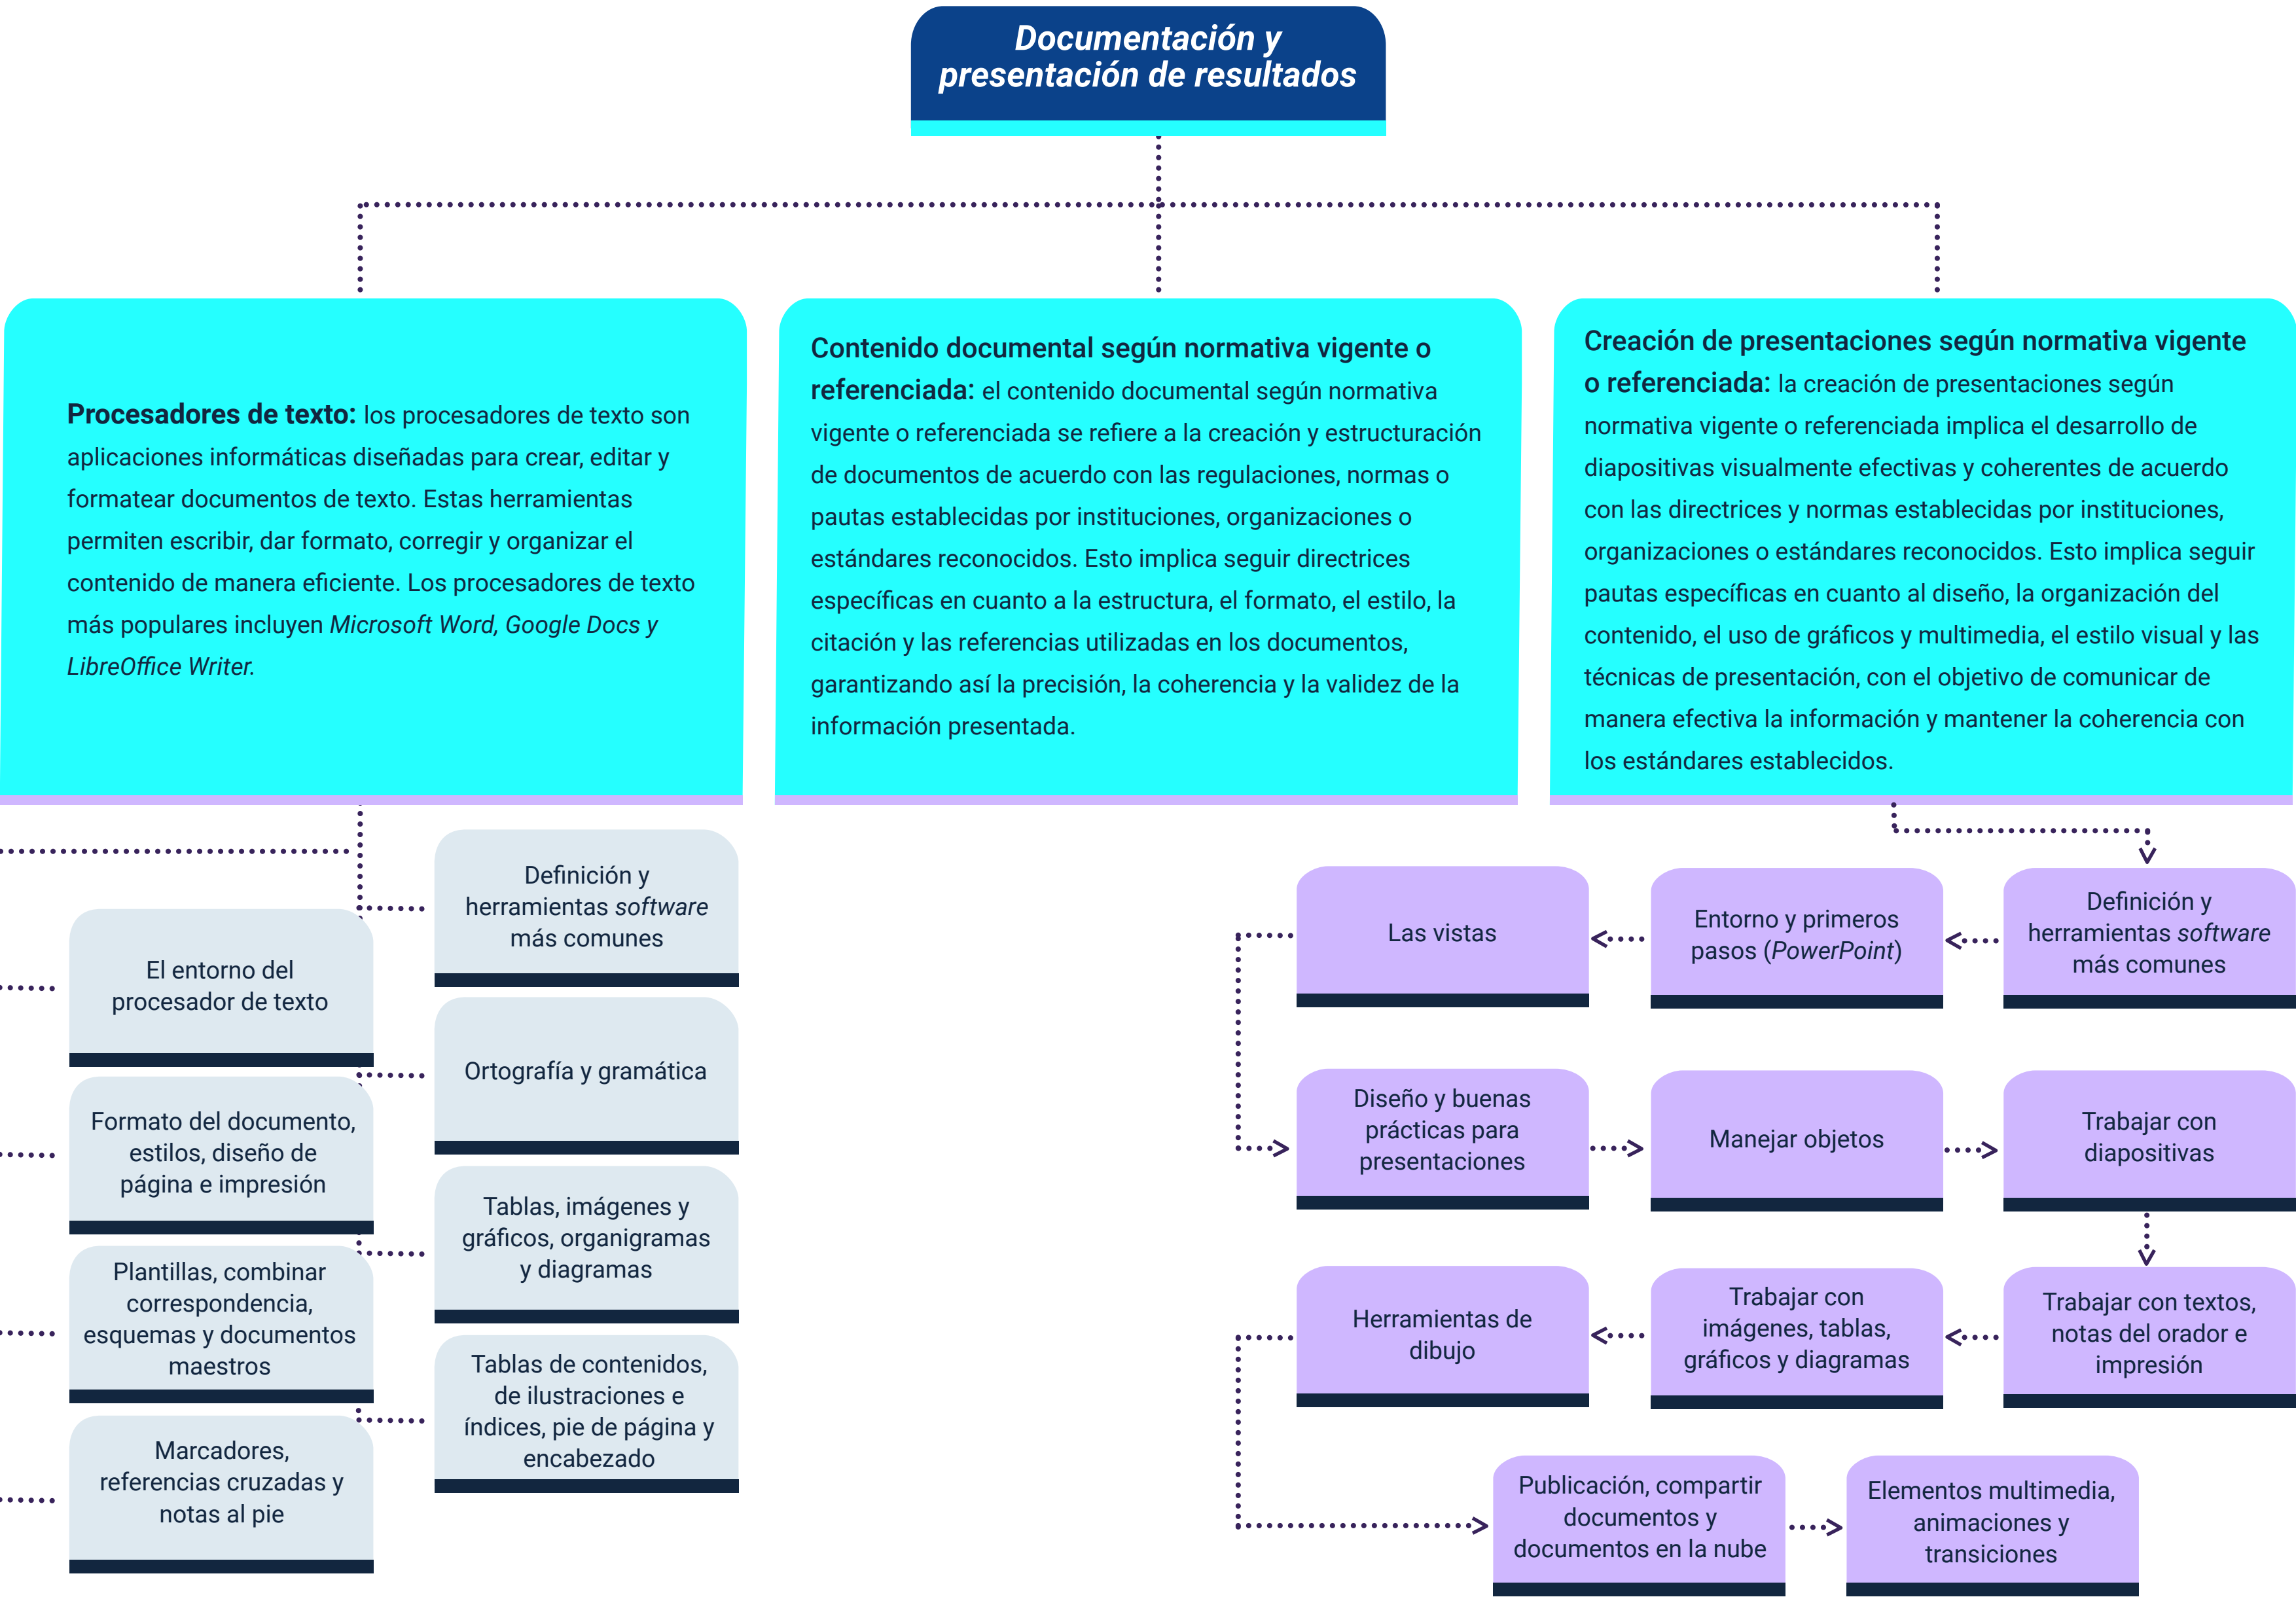 Documentación y
presentación de resultados
Procesadores de texto: los procesadores de texto son
aplicaciones informáticas diseñadas para crear, editar y
formatear documentos de texto. Estas herramientas
permiten escribir, dar formato, corregir y organizar el
contenido de manera eficiente. Los procesadores de texto
más populares incluyen Microsoft Word, Google Docs y
LibreOffice Writer.
Contenido documental según normativa vigente o
referenciada: el contenido documental según normativa
vigente o referenciada se refiere a la creación y estructuración
de documentos de acuerdo con las regulaciones, normas o
pautas establecidas por instituciones, organizaciones o
estándares reconocidos. Esto implica seguir directrices
específicas en cuanto a la estructura, el formato, el estilo, la
citación y las referencias utilizadas en los documentos,
garantizando así la precisión, la coherencia y la validez de la
información presentada.
Creación de presentaciones según normativa vigente
o referenciada: la creación de presentaciones según
normativa vigente o referenciada implica el desarrollo de
diapositivas visualmente efectivas y coherentes de acuerdo
con las directrices y normas establecidas por instituciones,
organizaciones o estándares reconocidos. Esto implica seguir
pautas específicas en cuanto al diseño, la organización del
contenido, el uso de gráficos y multimedia, el estilo visual y las
técnicas de presentación, con el objetivo de comunicar de
manera efectiva la información y mantener la coherencia con
los estándares establecidos.
Definición y
herramientas software
más comunes
El entorno del
procesador de texto
Ortografía y gramática
Formato del documento,
estilos, diseño de
página e impresión
Tablas, imágenes y
gráficos, organigramas
y diagramas
Plantillas, combinar
correspondencia,
esquemas y documentos
maestros
Tablas de contenidos,
de ilustraciones e
índices, pie de página y
encabezado
Marcadores,
referencias cruzadas y
notas al pie
Definición y
herramientas software
más comunes
Entorno y primeros
pasos (PowerPoint)
Las vistas
Diseño y buenas
prácticas para
presentaciones
Manejar objetos
Trabajar con
diapositivas
Trabajar con textos,
notas del orador e
impresión
Trabajar con
imágenes, tablas,
gráficos y diagramas
Herramientas de
dibujo
Publicación, compartir
documentos y
documentos en la nube
Elementos multimedia,
animaciones y
transiciones